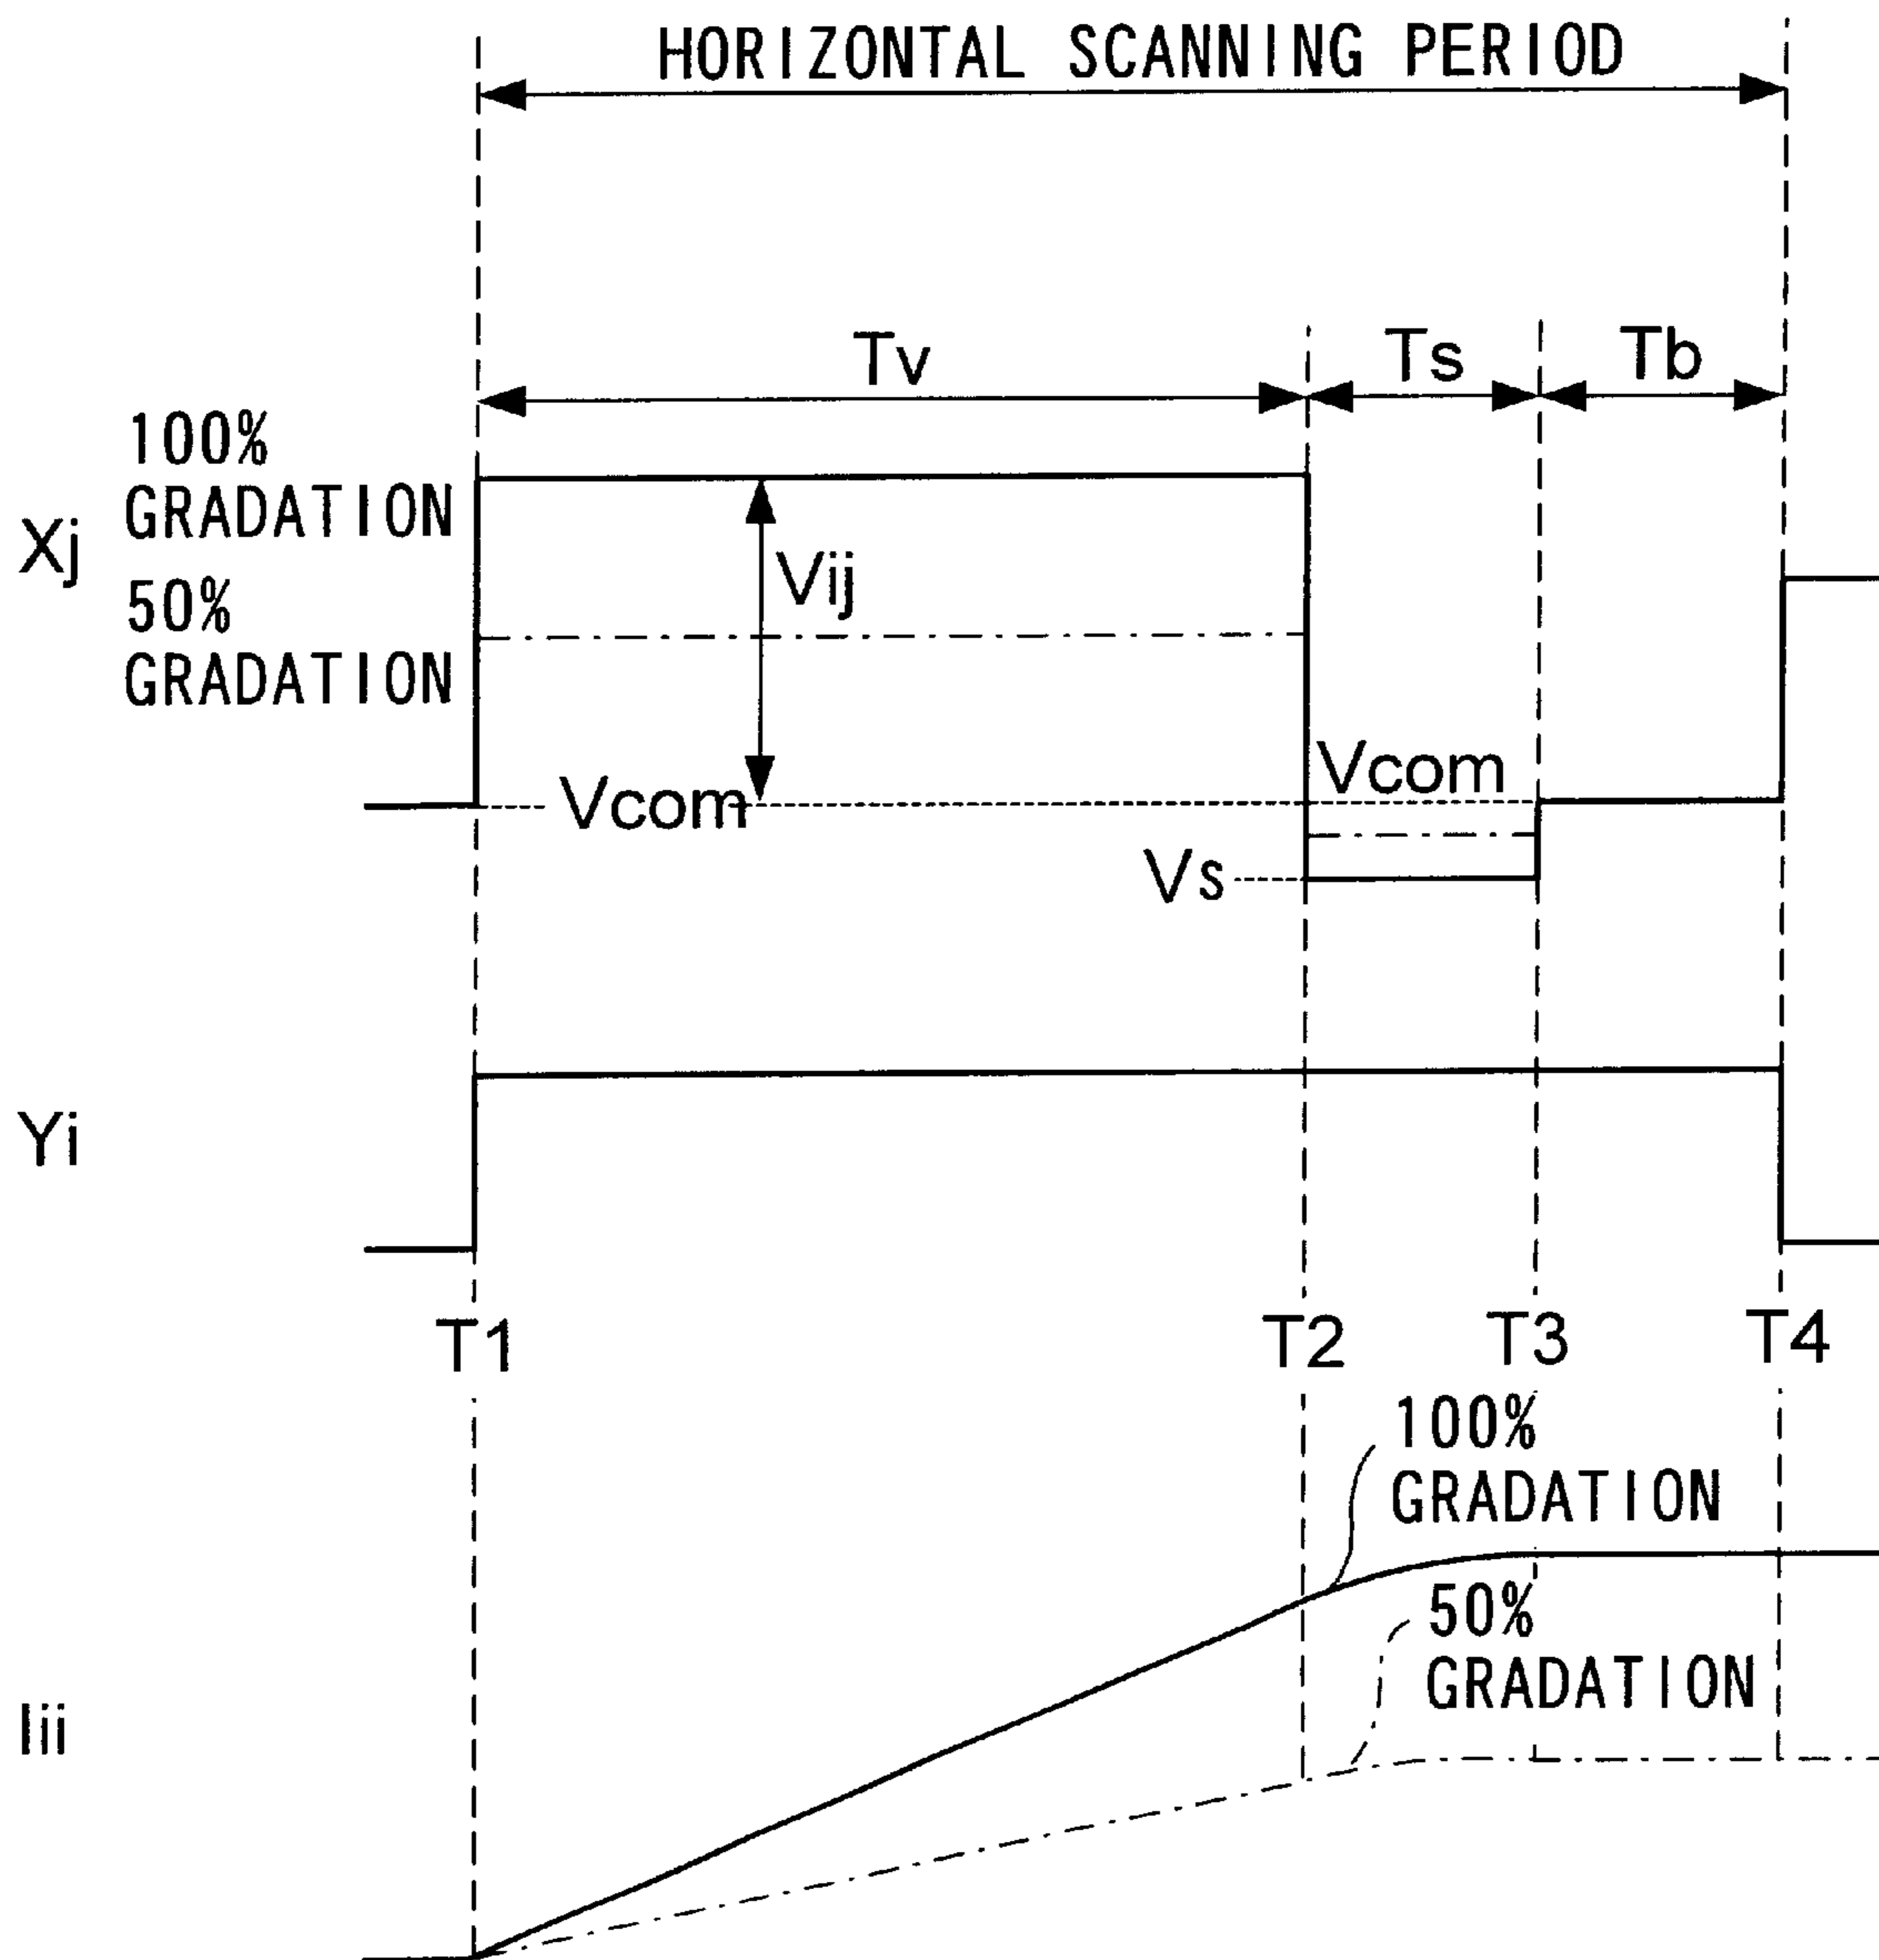 HORIZONTAL SCANNING PERIOD
Tv
Ts
Tb
100%
GRADATION
Xj
50%
GRADATION
Vij
Vcom
Vcom
Vs
Yi
T1
T2
T3
T4
100%
GRADATION
50%
GRADATION
Iii